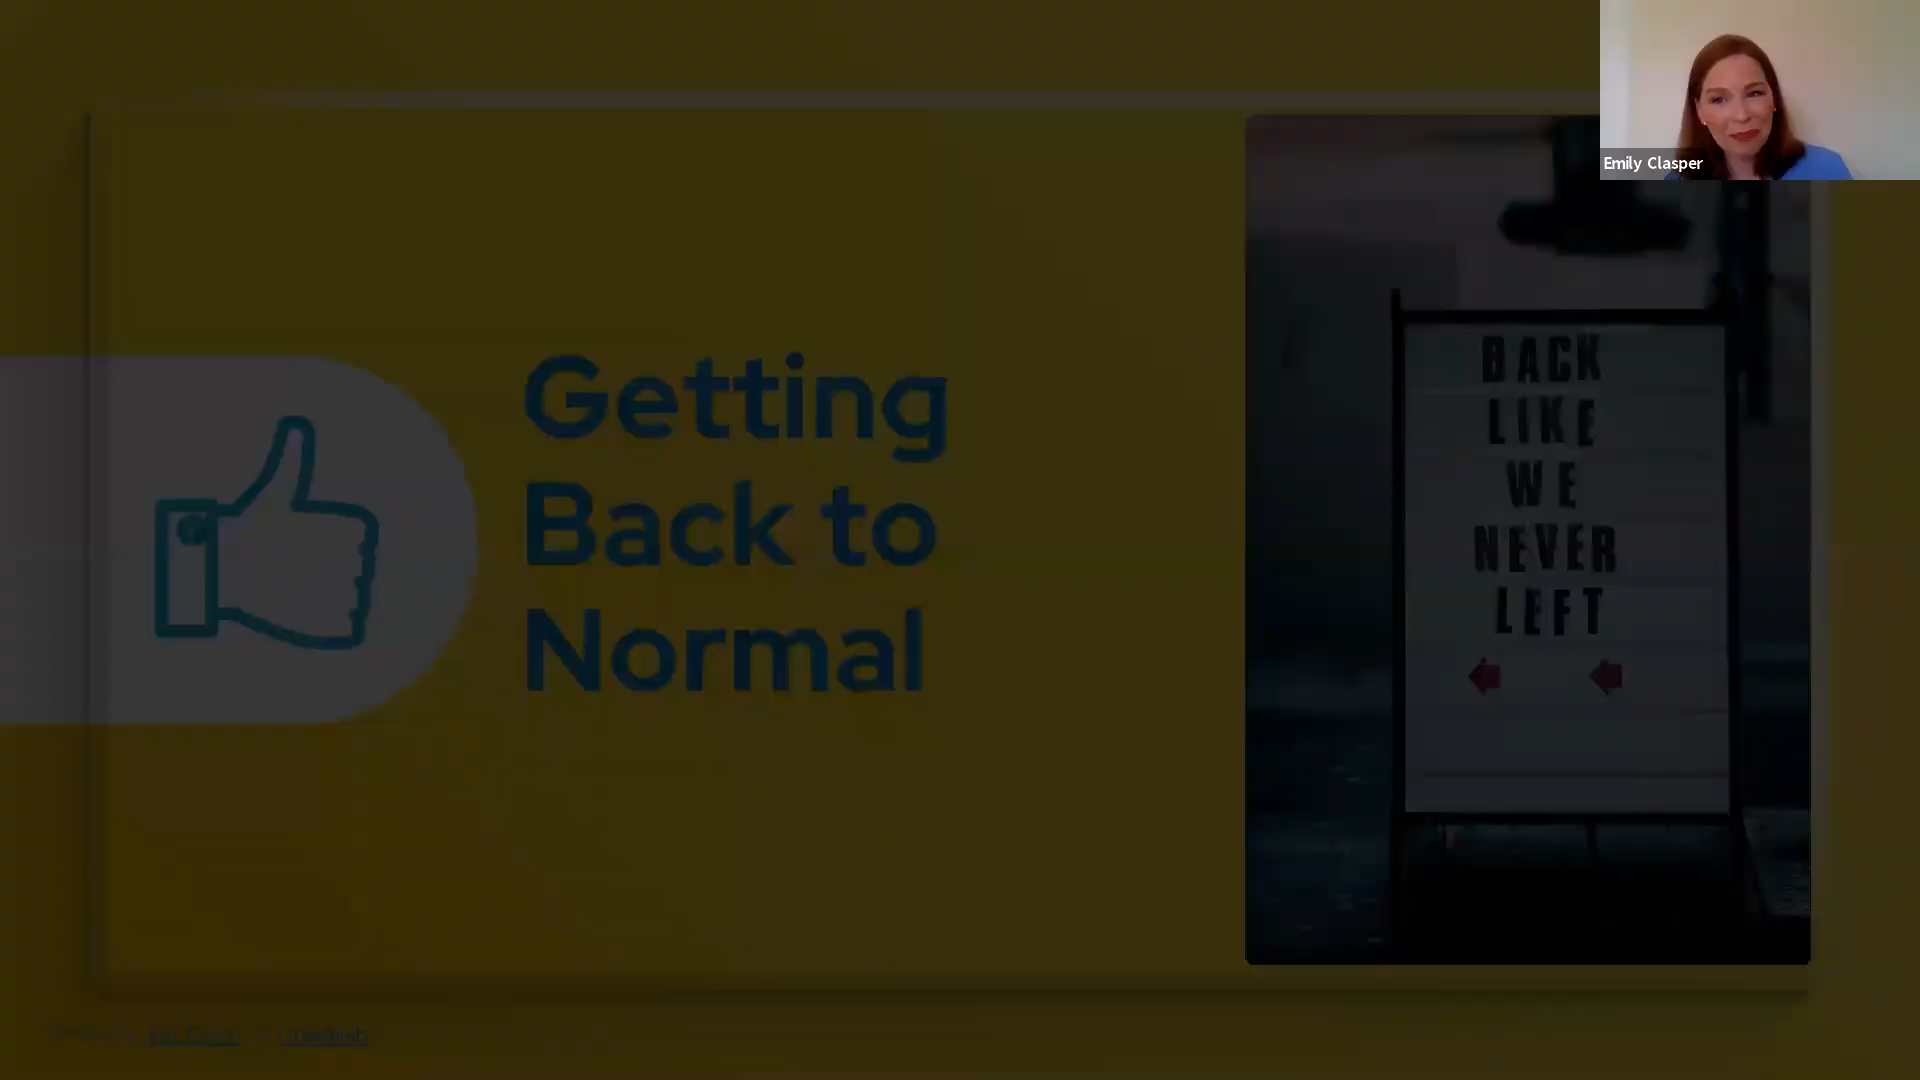 Emily Clasper
Getting
Back to
Normal
BACK
LIKE
WE
NEVER
LEFT